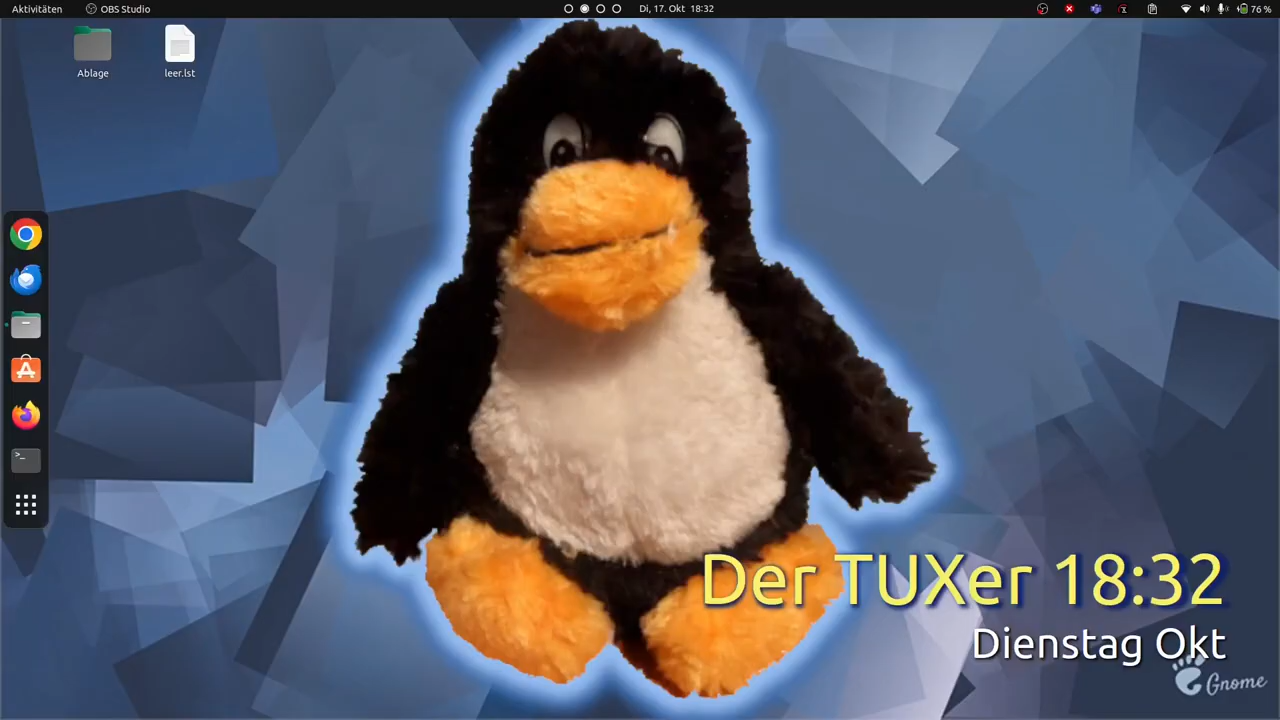 Aktivitäten OBS Studio Di, 17. Okt 18:32 76 %
Ablage leer.lst
Der TUXer 18:32
Dienstag Okt
Gnome